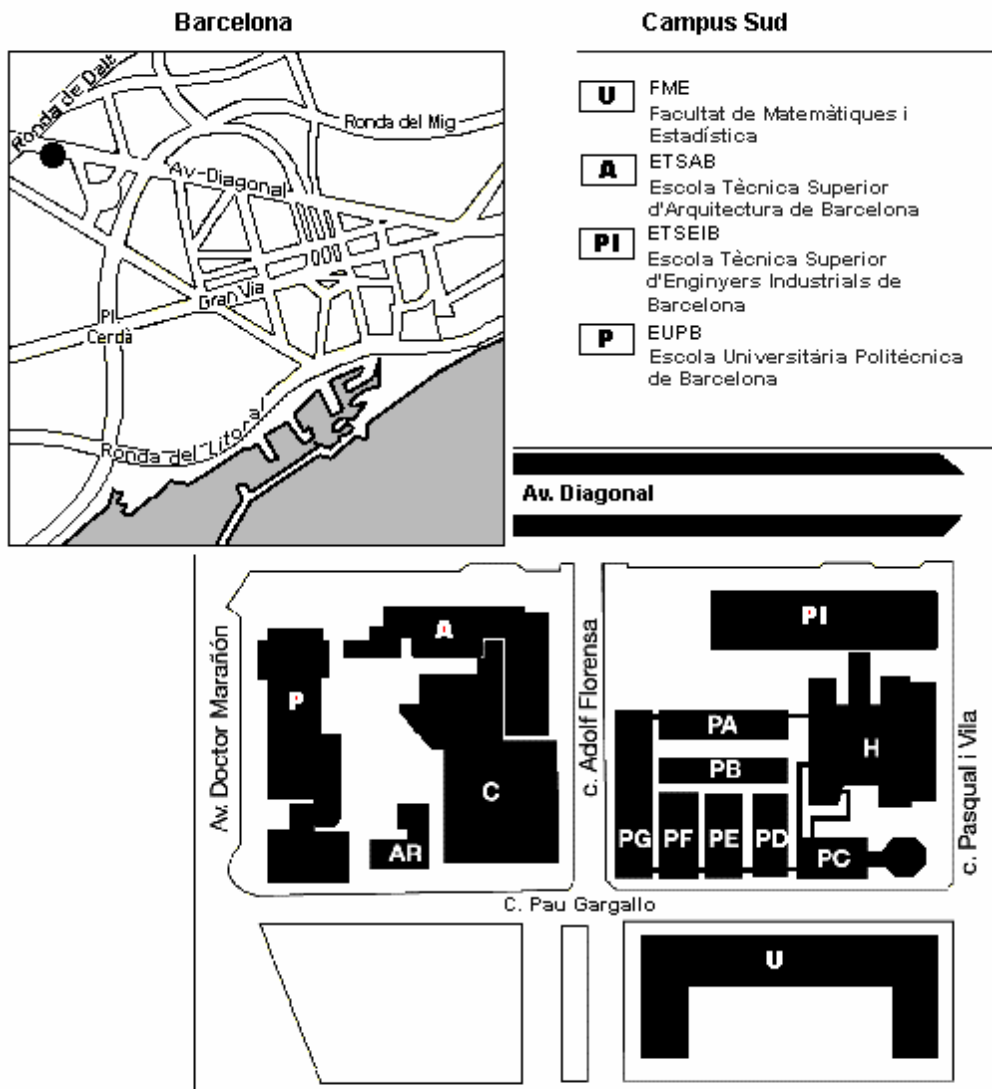 Barcelona
Ronda de Dalt
Ronda del Mig
Av-Diagonal
Gran Via
Pl
Cerdà
Ronda del Litoral
Campus Sud
U FME
Facultat de Matemàtiques i
Estadística
A ETSAB
Escola Tècnica Superior
d'Arquitectura de Barcelona
PI ETSEIB
Escola Tècnica Superior
d'Enginyers Industrials de
Barcelona
P EUPB
Escola Universitária Politécnica
de Barcelona
Av. Diagonal
Av. Doctor Marañón
P
A
C
AR
c. Adolf Florensa
PI
PA
H
PB
PG PF PE PD PC
c. Pasqual i Vila
C. Pau Gargallo
U